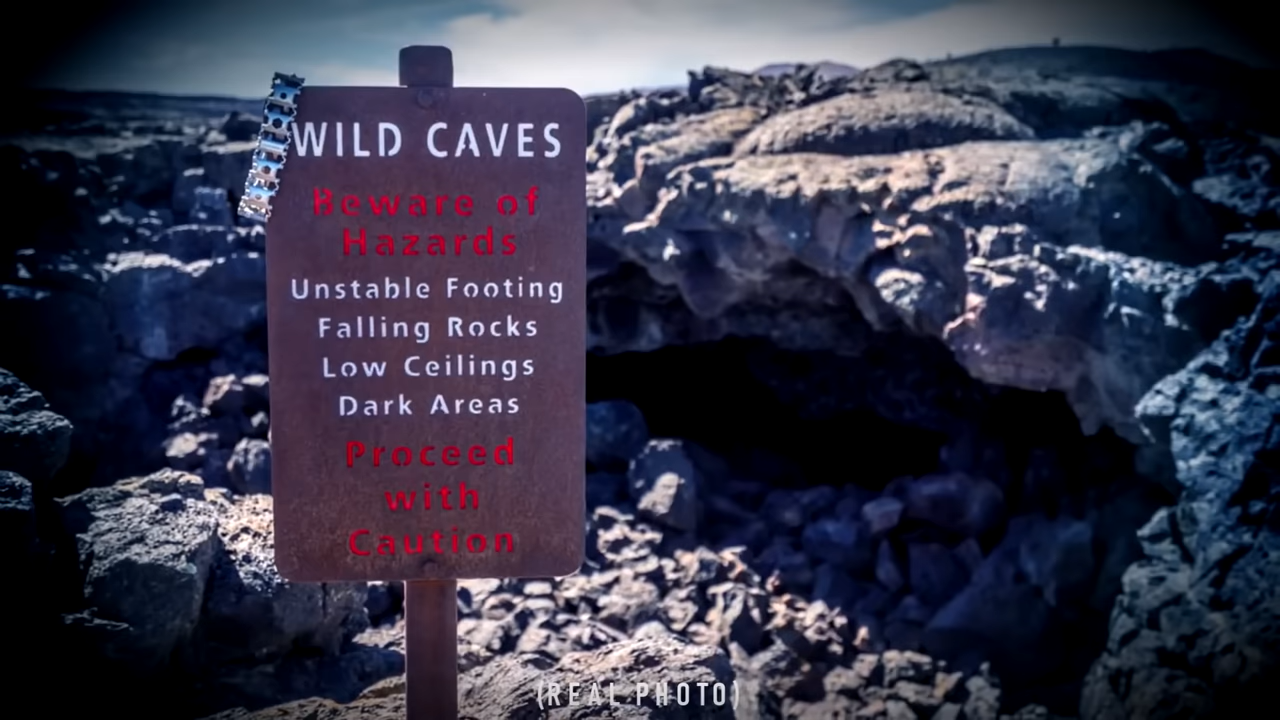 WILD CAVES
Beware of
Hazards
Unstable Footing
Falling Rocks
Low Ceilings
Dark Areas
Proceed
with
Caution
(REAL PHOTO)